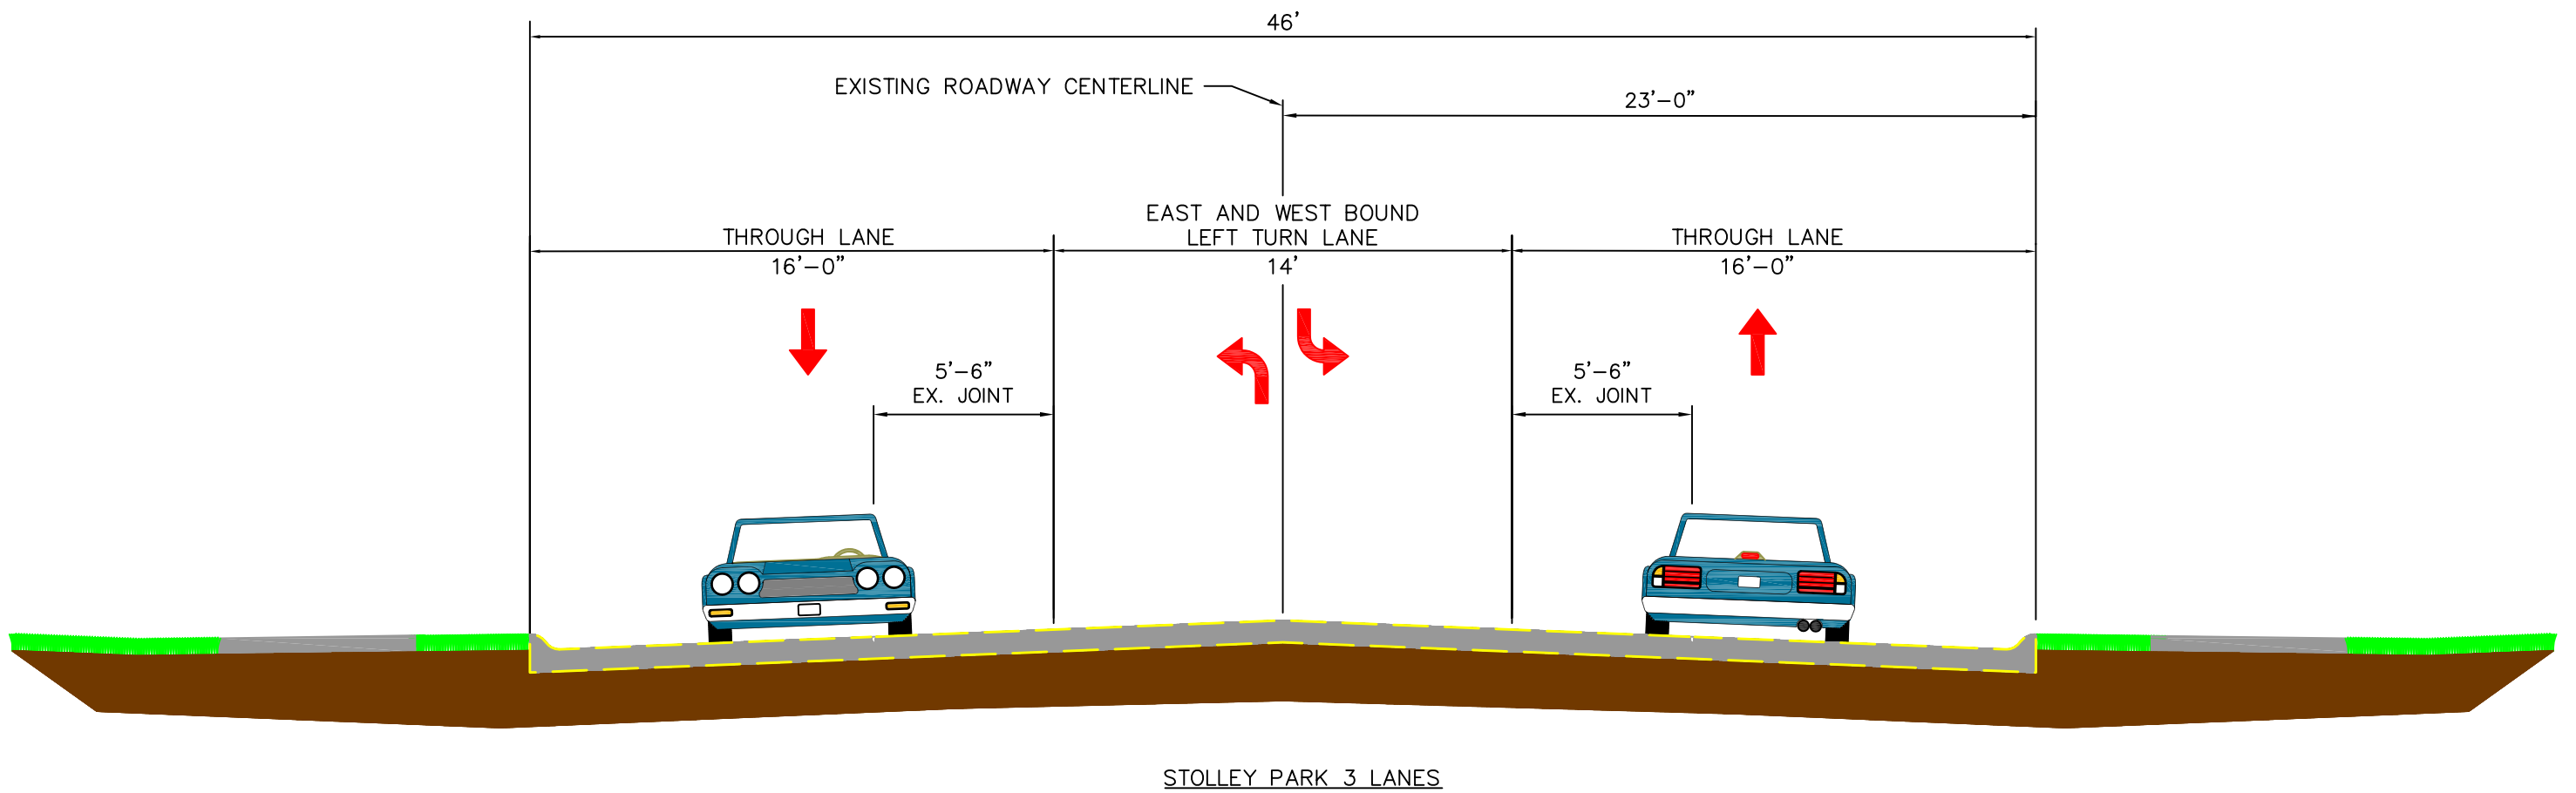 46'
EXISTING ROADWAY CENTERLINE
23'-0"
EAST AND WEST BOUND
THROUGH LANE
LEFT TURN LANE
THROUGH LANE
16'-0"
14'
16'-0"
5'-6"
EX. JOINT
5'-6"
EX. JOINT
STOLLEY PARK 3 LANES